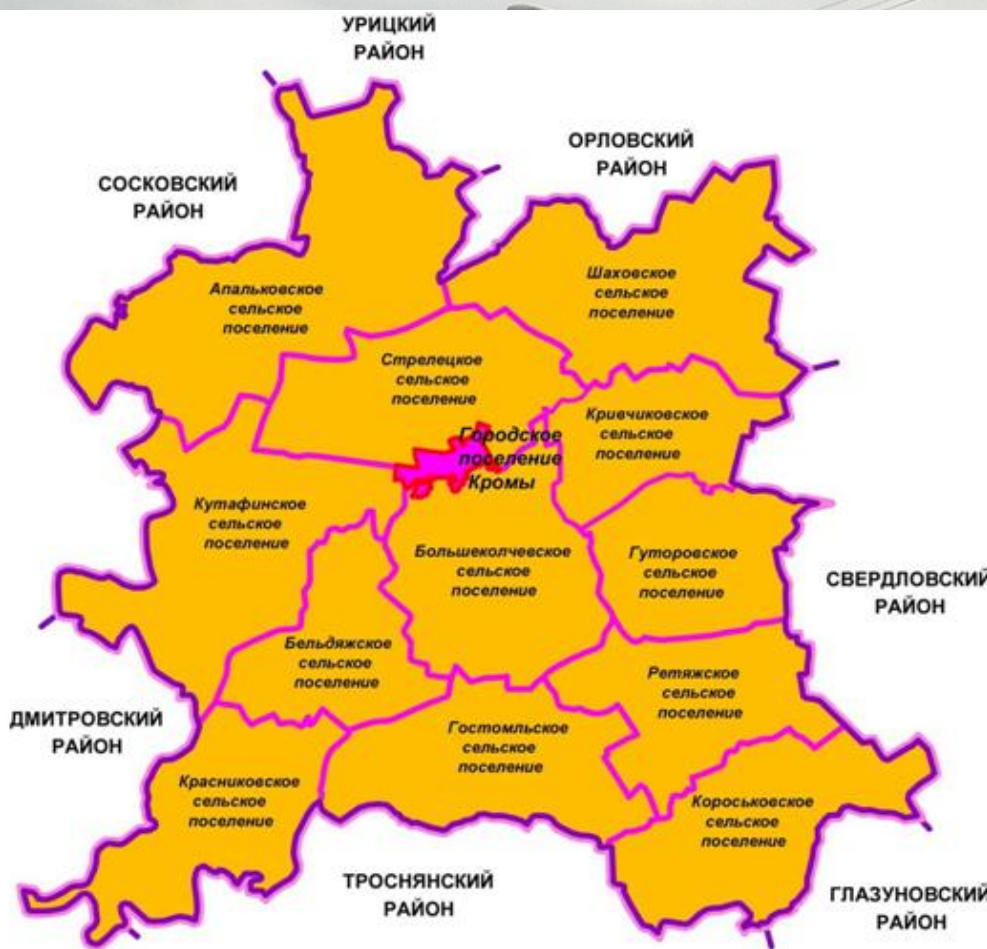 УРИЦКИЙ
РАЙОН
ОРЛОВСКИЙ
РАЙОН
СОСКОВСКИЙ
РАЙОН
Шаховское
сельское
поселение
Апальковское
сельское
поселение
Стрелецкое
сельское
поселение
Кривчиковское
сельское
поселение
Городское
поселение
Кромы
Кутафинское
сельское
поселение
Большеколчевское
сельское
поселение
Гуторовское
сельское
поселение
СВЕРДЛОВСКИЙ
РАЙОН
Бельдяжское
сельское
поселение
Ретяжское
сельское
поселение
ДМИТРОВСКИЙ
РАЙОН
Гостомльское
сельское
поселение
Красниковское
сельское
поселение
Короськовское
сельское
поселение
ТРОСНЯНСКИЙ
РАЙОН
ГЛАЗУНОВСКИЙ
РАЙОН